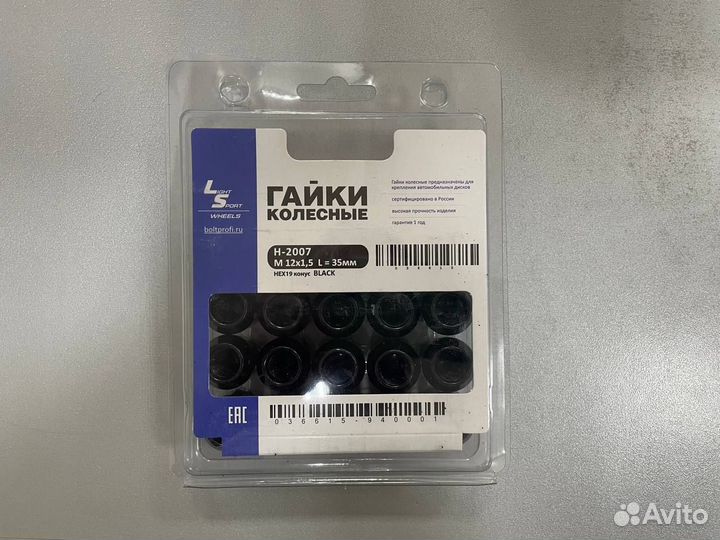 LIGHT
SPORT
WHEELS
boltprofi.ru
ГАЙКИ
КОЛЕСНЫЕ
Гайки колесные предназначены для
крепления автомобильных дисков
сертифицировано в России
высокая прочность изделия
гарантия 1 год
H-2007
M 12x1,5 L = 35мм
HEX19 конус BLACK
EAC
036615-940001
Avito